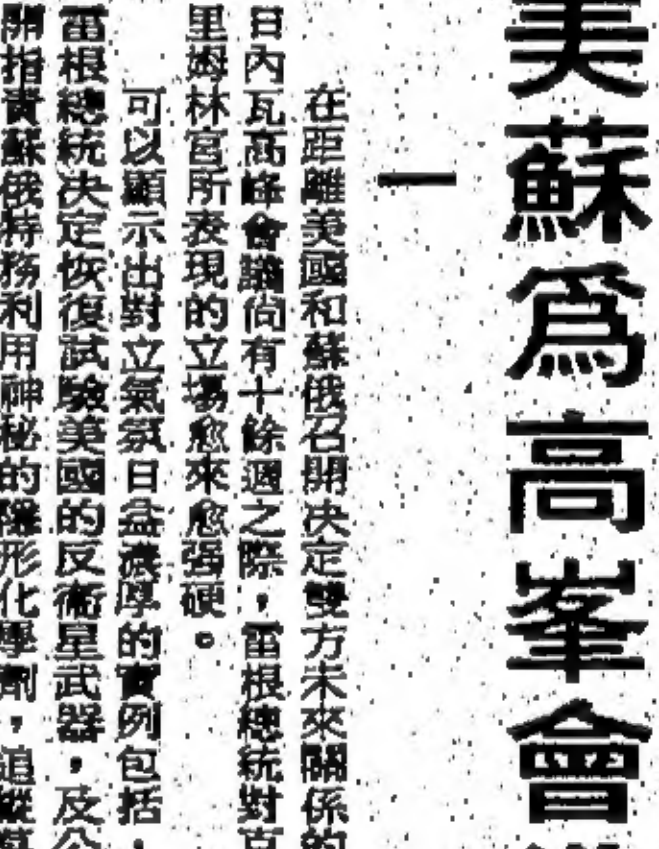 美蘇爲高峯會
一
在距離美國和蘇俄召開決定雙方未來關係的
日內瓦高峰會議尚有十餘週之際，雷根總統對克
里姆林宮所表現的立場愈來愈強硬。
可以顯示出對立氣氛日益濃厚的實例包括，
雷根總統決定恢復試驗美國的反衛星武器，及公
開指責蘇俄特務利用神秘的隱形化學劑，追蹤